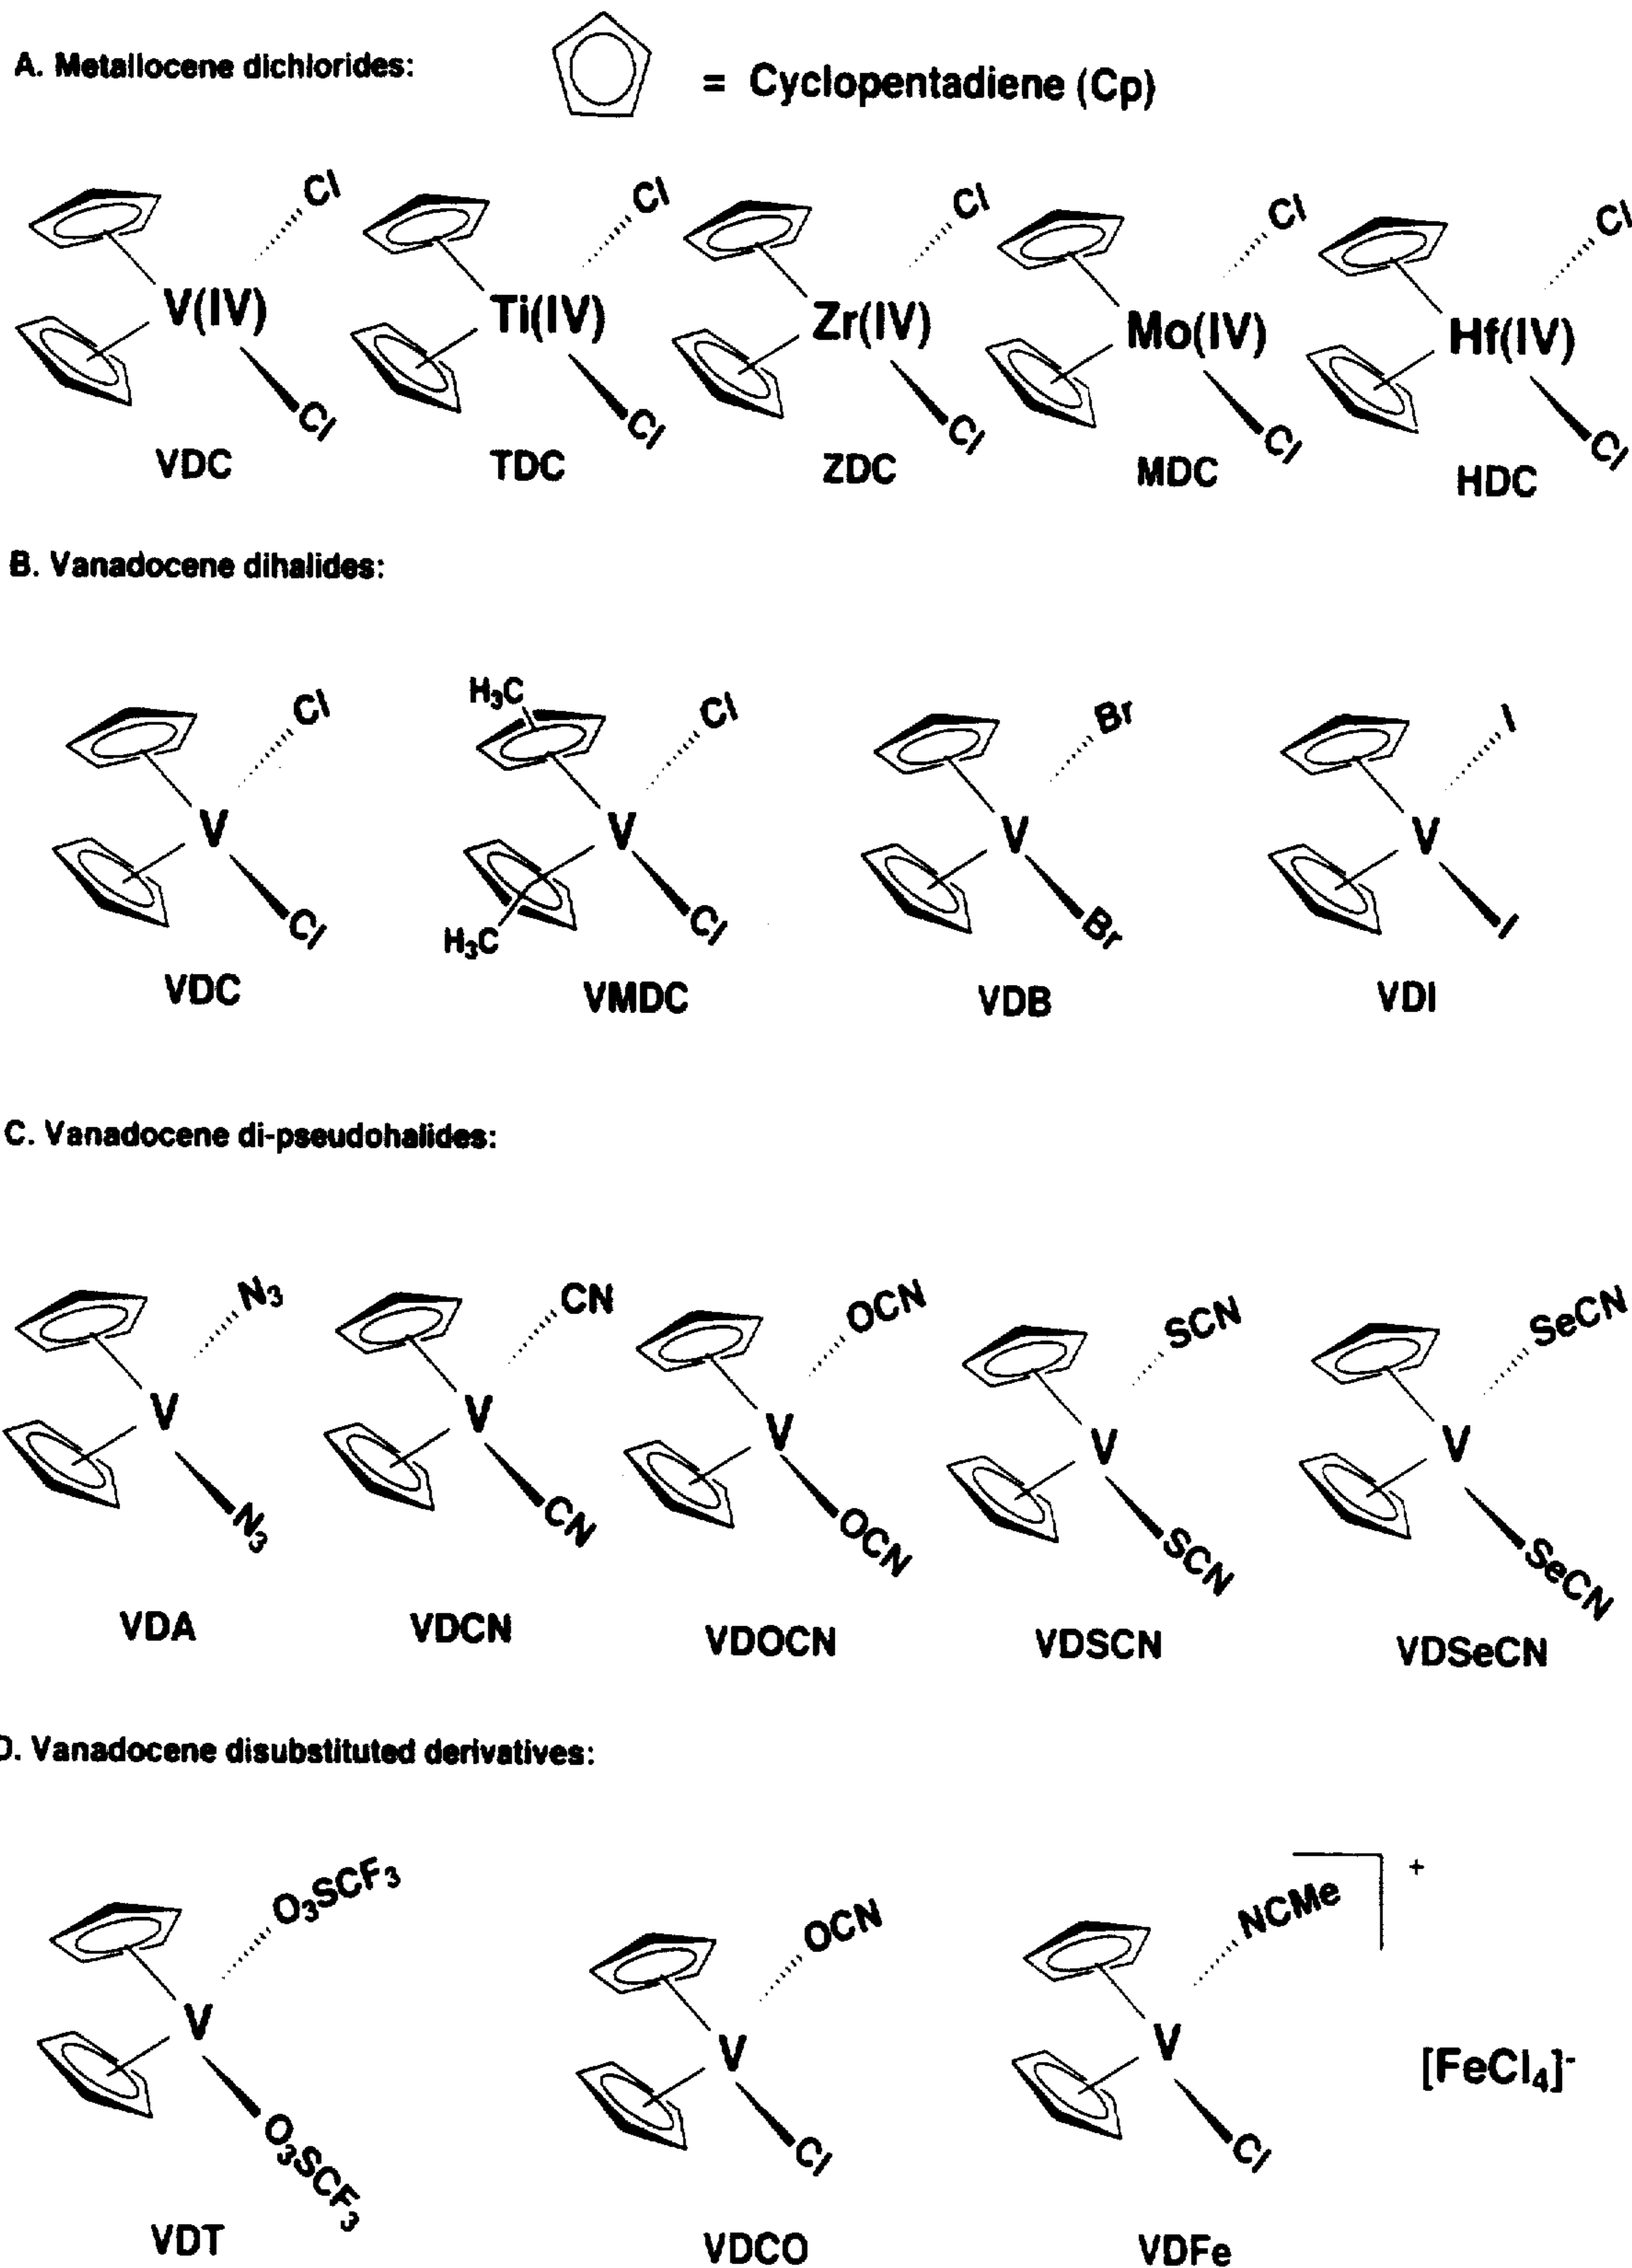 A. Metallocene dichlorides:
= Cyclopentadiene (Cp)
Cl Cl Cl Cl Cl
V(IV) Ti(IV) Zr(IV) Mo(IV) Hf(IV)
Cl Cl Cl Cl Cl
VDC TDC ZDC MDC HDC
B. Vanadocene dihalides:
H3C
Cl Cl Br I
V V V V
Cl Cl Br I
H3C
VDC VMDC VDB VDI
C. Vanadocene di-pseudohalides:
N3 CN OCN SCN SeCN
V V V V V
N3 CN OCN SCN SeCN
VDA VDCN VDOCN VDSCN VDSeCN
D. Vanadocene disubstituted derivatives:
O3SCF3 OCN NCMe +
V V V [FeCl4]-
O3SCF3 Cl Cl
VDT VDCO VDFe